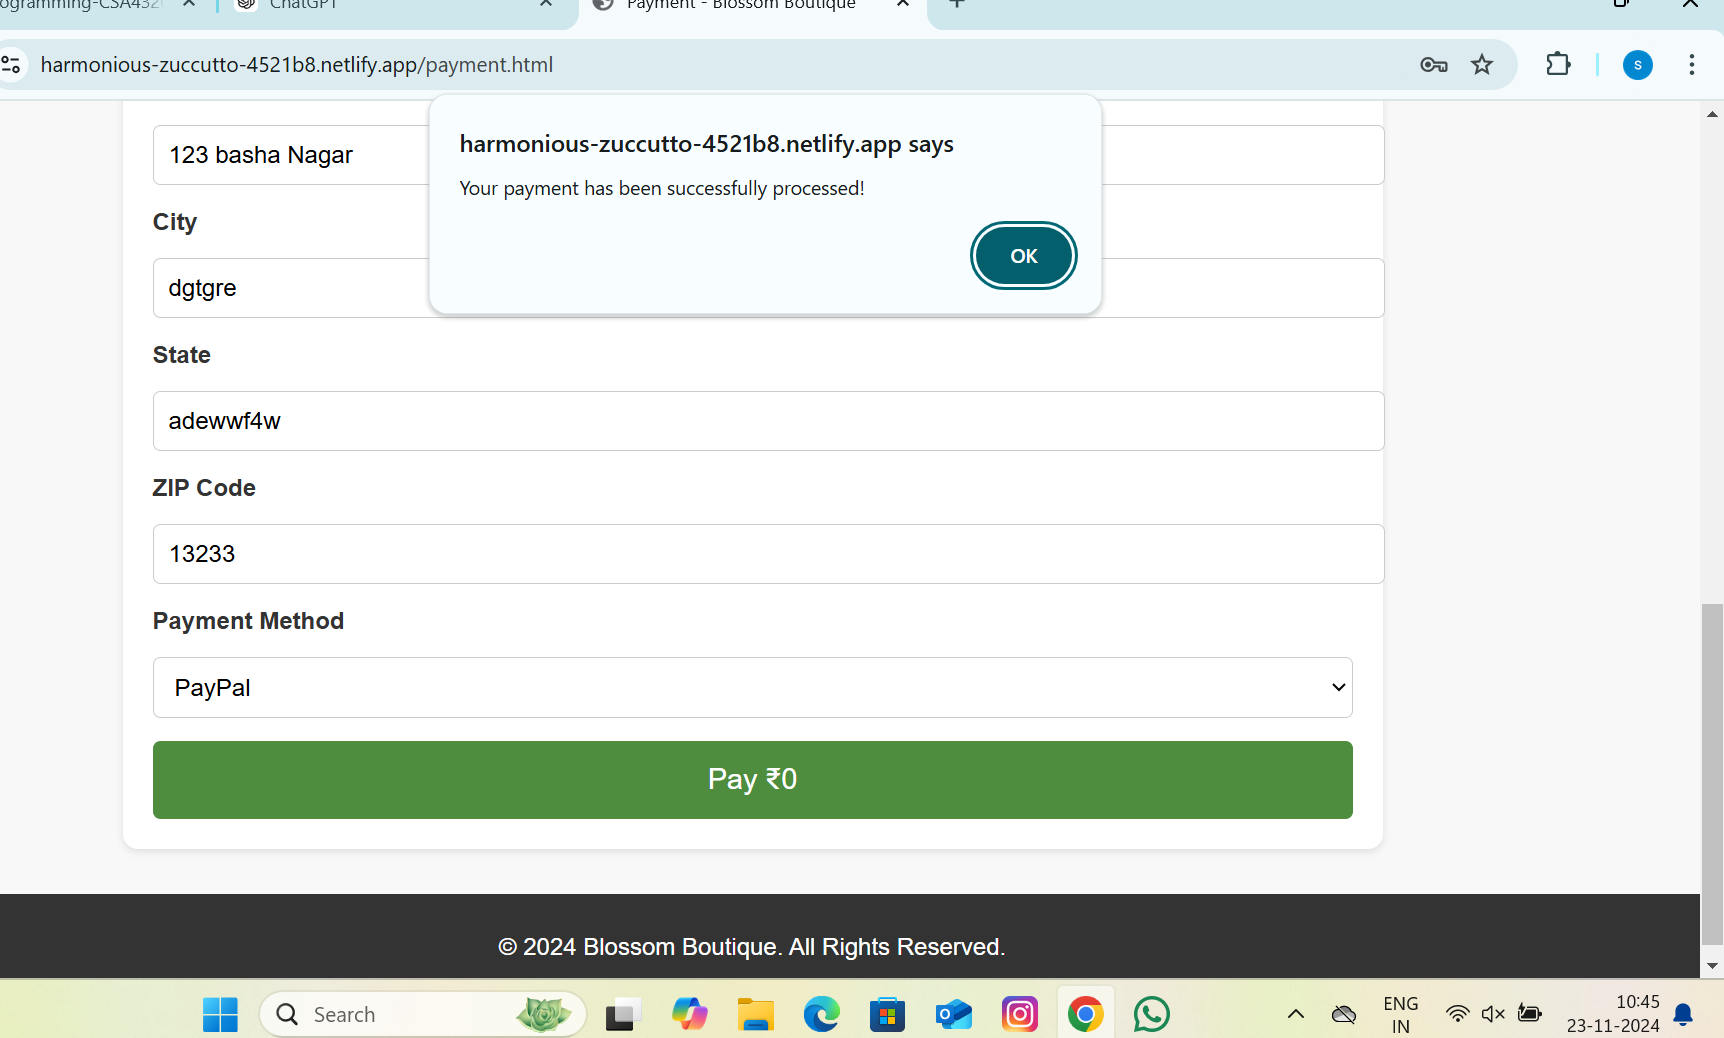 ogramming-CSA432
ChatGPT
Payment - Blossom Boutique
harmonious-zuccutto-4521b8.netlify.app/payment.html
s
harmonious-zuccutto-4521b8.netlify.app says
Your payment has been successfully processed!
OK
123 basha Nagar
City
dgtgre
State
adewwf4w
ZIP Code
13233
Payment Method
PayPal
Pay ₹0
© 2024 Blossom Boutique. All Rights Reserved.
Search
ENG
IN
10:45
23-11-2024